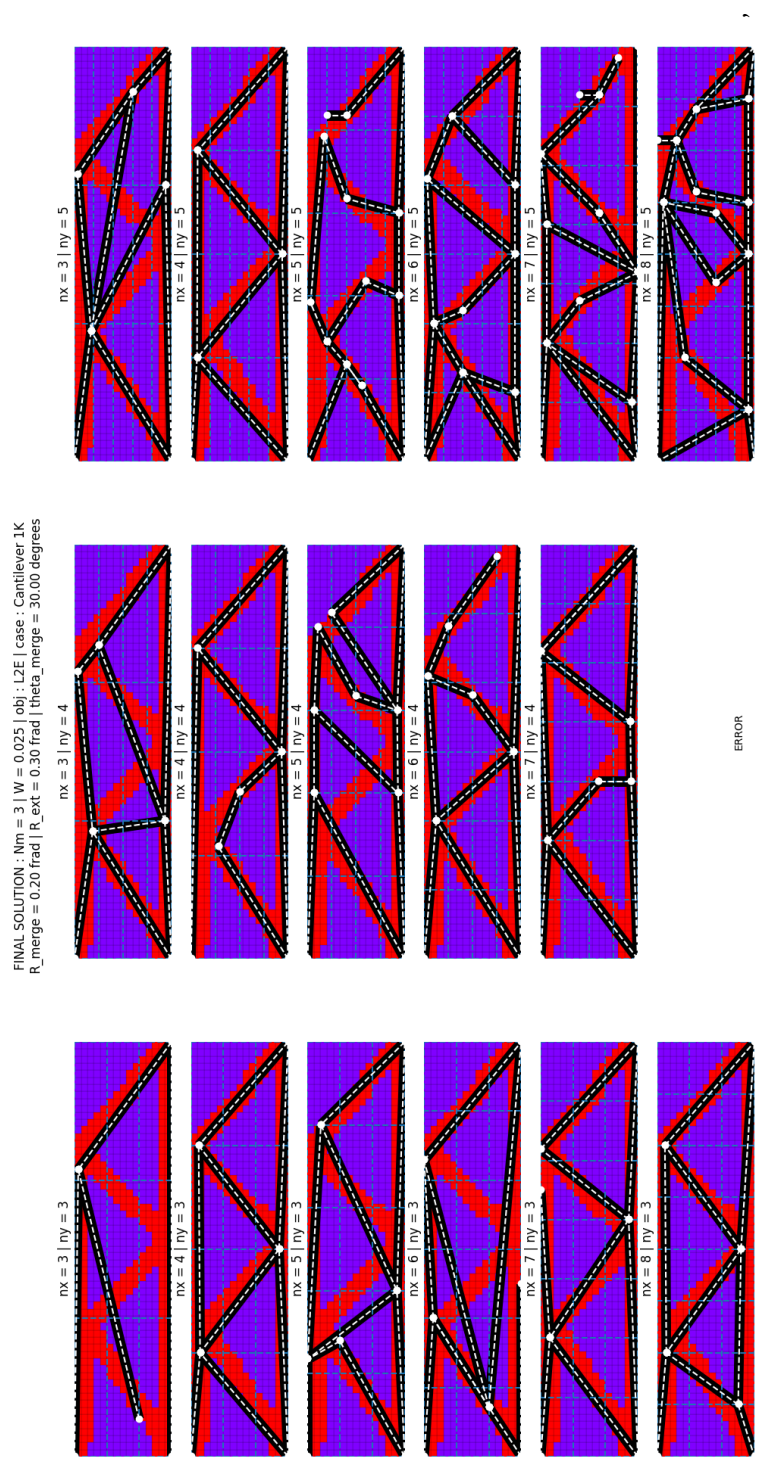 FINAL SOLUTION : Nm = 3 | W = 0.025 | obj : L2E | case : Cantilever 1K
R_merge = 0.20 frad | R_ext = 0.30 frad | theta_merge = 30.00 degrees
nx = 3 | ny = 3
nx = 3 | ny = 4
nx = 3 | ny = 5
nx = 4 | ny = 3
nx = 4 | ny = 4
nx = 4 | ny = 5
nx = 5 | ny = 3
nx = 5 | ny = 4
nx = 5 | ny = 5
nx = 6 | ny = 3
nx = 6 | ny = 4
nx = 6 | ny = 5
nx = 7 | ny = 3
nx = 7 | ny = 4
nx = 7 | ny = 5
nx = 8 | ny = 3
ERROR
nx = 8 | ny = 5
,